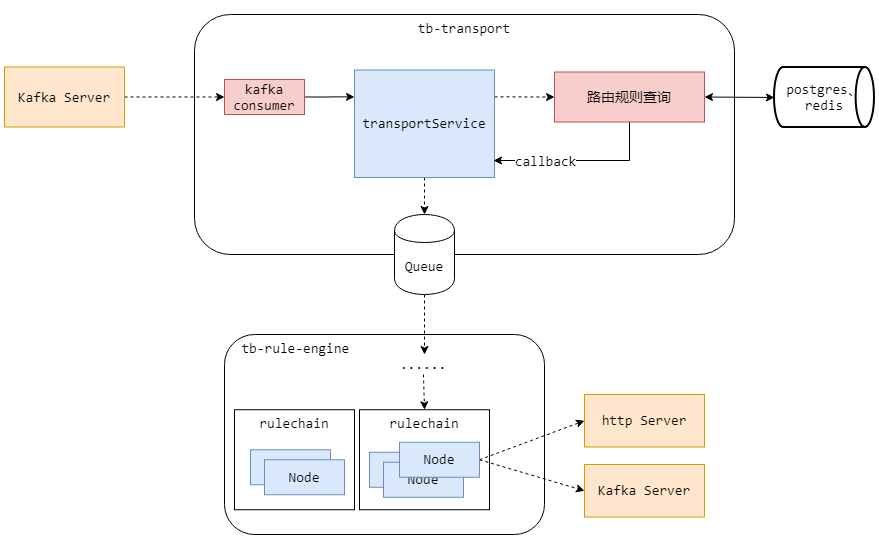 tb-transport
Kafka Server
kafka
consumer
transportService
路由规则查询
postgres、
redis
callback
Queue
tb-rule-engine
......
rulechain
rulechain
Node
Node
Node
http Server
Kafka Server